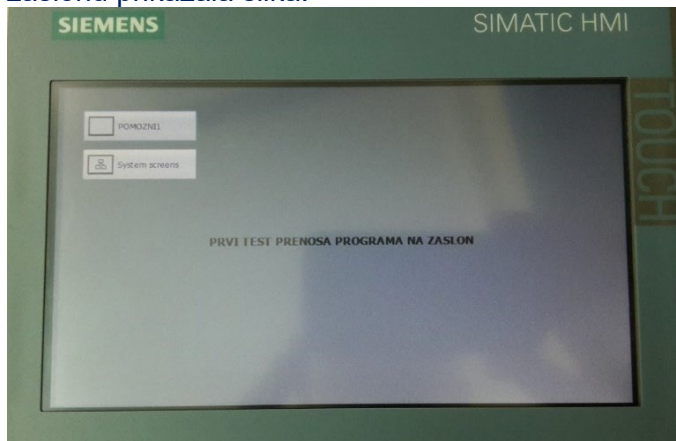 SIEMENS
SIMATIC HMI
TOUCH
POMOZNI1
System screens
PRVI TEST PRENOSA PROGRAMA NA ZASLON